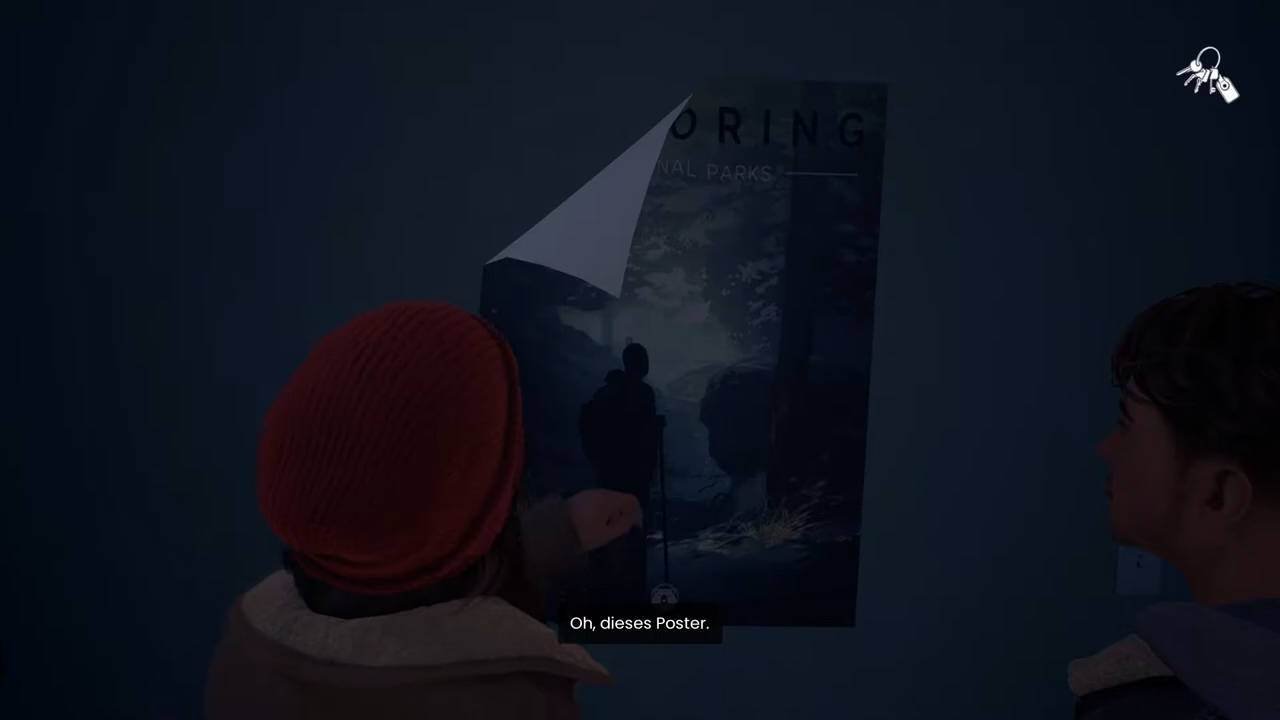 ORING
NAL PARKS
Oh, dieses Poster.